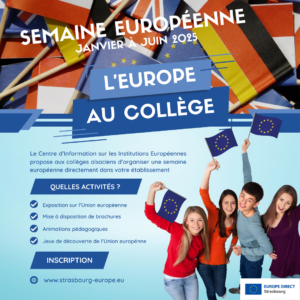 SEMAINE EUROPÉENNE
JANVIER À JUIN 2025
L'EUROPE
AU COLLÈGE
Le Centre d'Information sur les Institutions Européennes
propose aux collèges alsaciens d'organiser une semaine
européenne directement dans votre établissement
QUELLES ACTIVITÉS ?
Exposition sur l'Union européenne
Mise à disposition de brochures
Animations pédagogiques
Jeux de découverte de l'Union européenne
INSCRIPTION
www.strasbourg-europe.eu
EUROPE DIRECT
Strasbourg